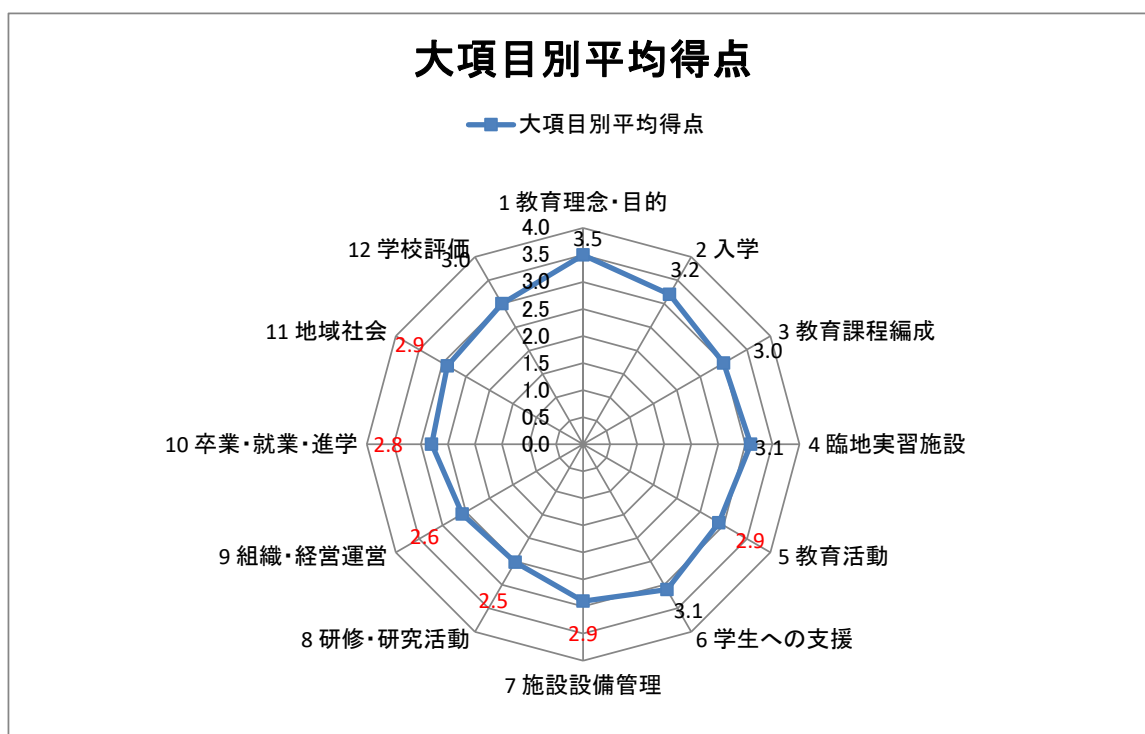 大項目別平均得点
大項目別平均得点
1 教育理念・目的
4.0
3.5
12 学校評価
2 入学
3.0
3.5
3.2
3.0
2.5
11 地域社会
3 教育課程編成
2.9
3.0
2.0
1.5
1.0
0.5
10 卒業・就業・進学
2.8
0.0
3.1
4 臨地実習施設
9 組織・経営運営
2.6
2.9
5 教育活動
2.5
3.1
8 研修・研究活動
2.9
6 学生への支援
7 施設設備管理